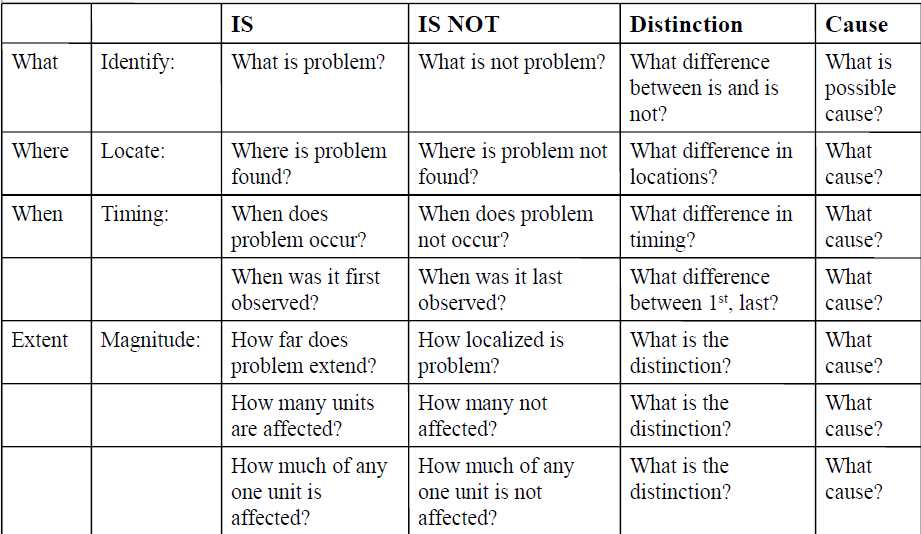 IS IS NOT Distinction Cause
What Identify: What is problem? What is not problem? What difference What is
between is and is possible
not? cause?
Where Locate: Where is problem Where is problem not What difference in What
found? found? locations? cause?
When Timing: When does When does problem What difference in What
problem occur? not occur? timing? cause?
When was it first When was it last What difference What
observed? observed? between 1st, last? cause?
Extent Magnitude: How far does How localized is What is the What
problem extend? problem? distinction? cause?
How many units How many not What is the What
are affected? affected? distinction? cause?
How much of any How much of any What is the What
one unit is one unit is not distinction? cause?
affected? affected?